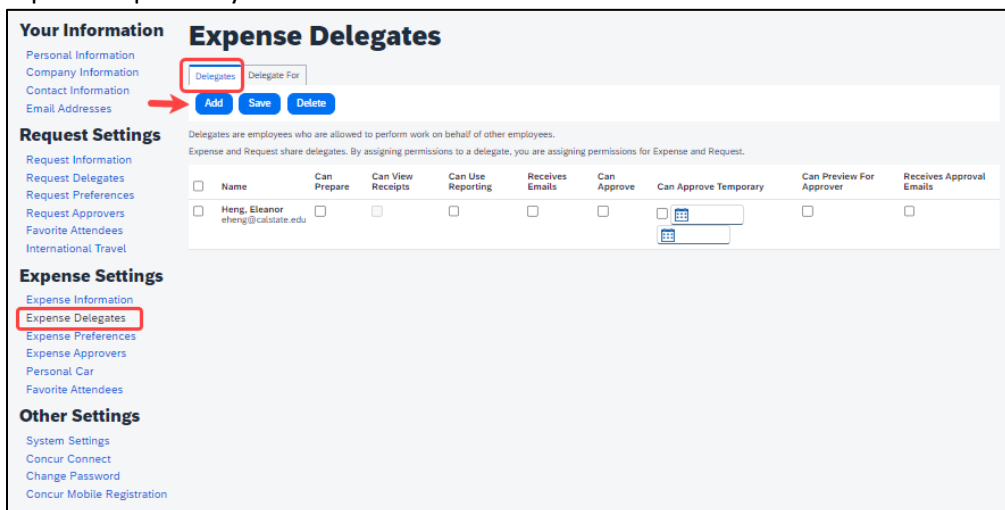 Your Information
Personal Information
Company Information
Contact Information
Email Addresses
Request Settings
Request Information
Request Delegates
Request Preferences
Request Approvers
Favorite Attendees
International Travel
Expense Settings
Expense Information
Expense Delegates
Expense Preferences
Expense Approvers
Personal Car
Favorite Attendees
Other Settings
System Settings
Concur Connect
Change Password
Concur Mobile Registration
Expense Delegates
Delegates Delegate For
Add Save Delete
Delegates are employees who are allowed to perform work on behalf of other employees.
Expense and Request share delegates. By assigning permissions to a delegate, you are assigning permissions for Expense and Request.
Name Can Prepare Can View Receipts Can Use Reporting Receives Emails Can Approve Can Approve Temporary Can Preview For Approver Receives Approval Emails
Heng, Eleanor
eheng@calstate.edu